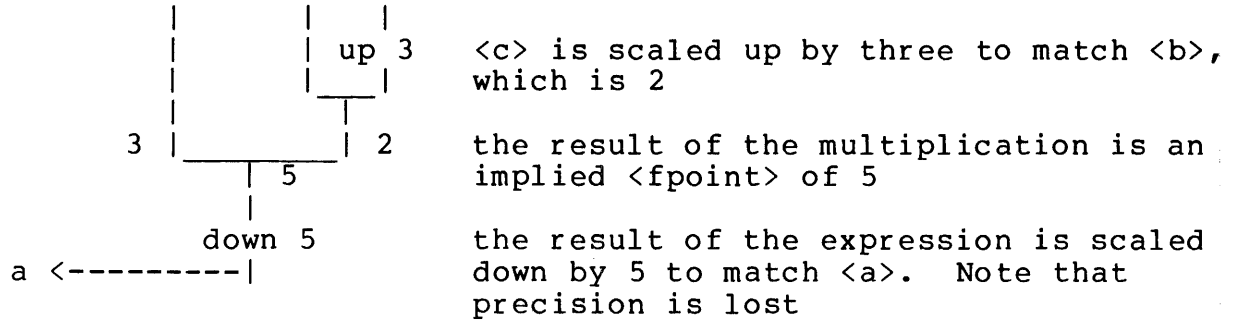 up 3 <c> is scaled up by three to match <b>,
which is 2
3 2 the result of the multiplication is an
5 implied <fpoint> of 5
down 5 the result of the expression is scaled
a <----------| down by 5 to match <a>. Note that
precision is lost